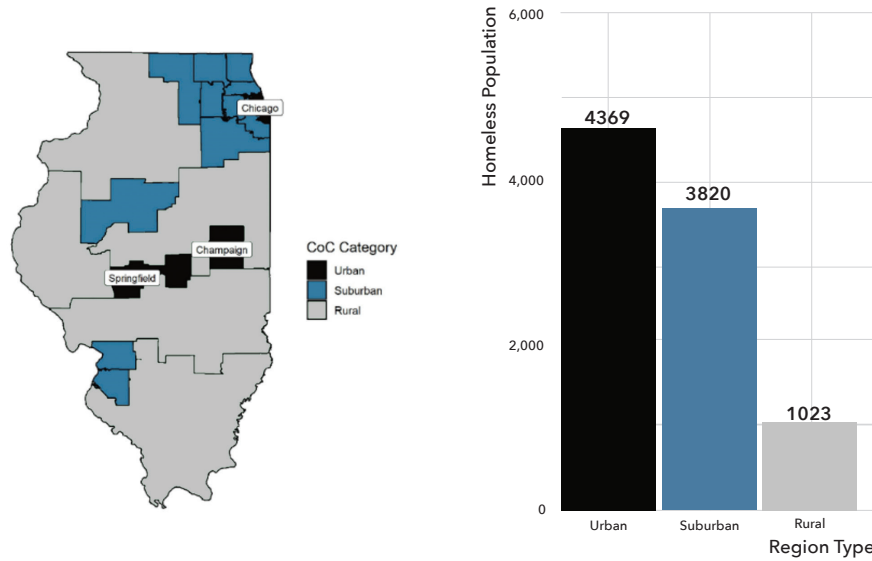 Chicago
Champaign
Springfield
CoC Category
Urban
Suburban
Rural
Homeless Population
6,000
4,000
2,000
0
4369
3820
1023
Urban
Suburban
Rural
Region Type